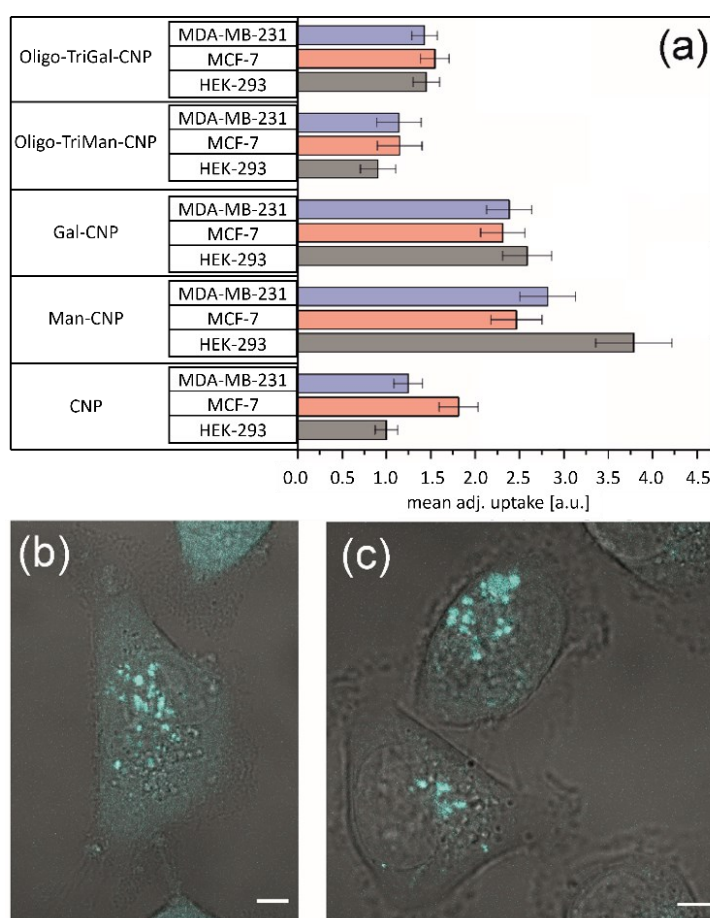 (a)
Oligo-TriGal-CNP
MDA-MB-231
MCF-7
HEK-293
Oligo-TriMan-CNP
MDA-MB-231
MCF-7
HEK-293
Gal-CNP
MDA-MB-231
MCF-7
HEK-293
Man-CNP
MDA-MB-231
MCF-7
HEK-293
CNP
MDA-MB-231
MCF-7
HEK-293
0.0 0.5 1.0 1.5 2.0 2.5 3.0 3.5 4.0 4.5
mean adj. uptake [a.u.]
(b)
(c)